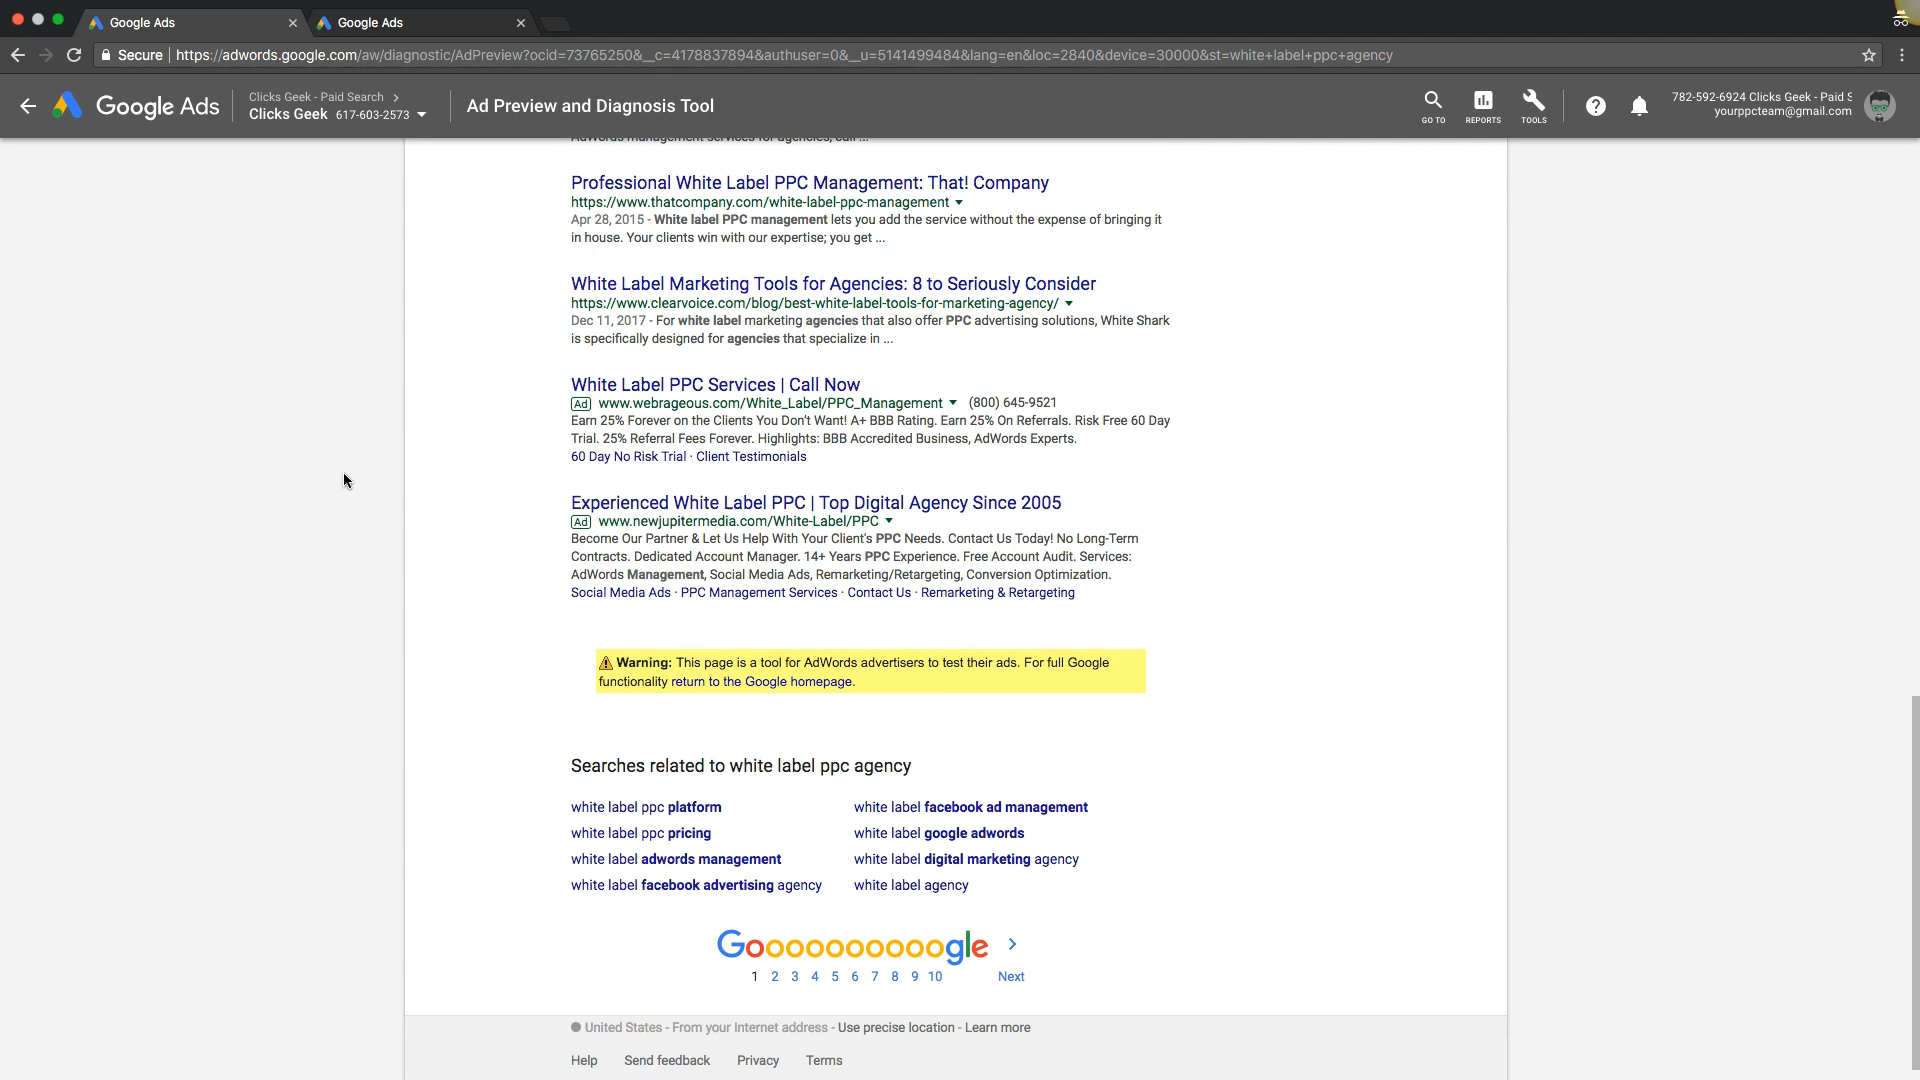 Google Ads
Google Ads
Secure
https://adwords.google.com/aw/diagnostic/AdPreview?ocid=73765250&__c=4178837894&authuser=0&__u=5141499484&lang=en&loc=2840&device=30000&st=white+label+ppc+agency
Google Ads
Clicks Geek - Paid Search >
Clicks Geek 617-603-2573
Ad Preview and Diagnosis Tool
GO TO
REPORTS
TOOLS
782-592-6924 Clicks Geek - Paid S
yourppcteam@gmail.com
AdWords management services for agencies, call ...
Professional White Label PPC Management: That! Company
https://www.thatcompany.com/white-label-ppc-management
Apr 28, 2015 - White label PPC management lets you add the service without the expense of bringing it
in house. Your clients win with our expertise; you get ...
White Label Marketing Tools for Agencies: 8 to Seriously Consider
https://www.clearvoice.com/blog/best-white-label-tools-for-marketing-agency/
Dec 11, 2017 - For white label marketing agencies that also offer PPC advertising solutions, White Shark
is specifically designed for agencies that specialize in ...
White Label PPC Services | Call Now
Ad www.webrageous.com/White_Label/PPC_Management (800) 645-9521
Earn 25% Forever on the Clients You Don't Want! A+ BBB Rating. Earn 25% On Referrals. Risk Free 60 Day
Trial. 25% Referral Fees Forever. Highlights: BBB Accredited Business, AdWords Experts.
60 Day No Risk Trial · Client Testimonials
Experienced White Label PPC | Top Digital Agency Since 2005
Ad www.newjupitermedia.com/White-Label/PPC
Become Our Partner & Let Us Help With Your Client's PPC Needs. Contact Us Today! No Long-Term
Contracts. Dedicated Account Manager. 14+ Years PPC Experience. Free Account Audit. Services:
AdWords Management, Social Media Ads, Remarketing/Retargeting, Conversion Optimization.
Social Media Ads · PPC Management Services · Contact Us · Remarketing & Retargeting
Warning: This page is a tool for AdWords advertisers to test their ads. For full Google
functionality return to the Google homepage.
Searches related to white label ppc agency
white label ppc platform
white label facebook ad management
white label ppc pricing
white label google adwords
white label adwords management
white label digital marketing agency
white label facebook advertising agency
white label agency
Goooooooooogle >
1 2 3 4 5 6 7 8 9 10 Next
United States - From your Internet address - Use precise location - Learn more
Help Send feedback Privacy Terms